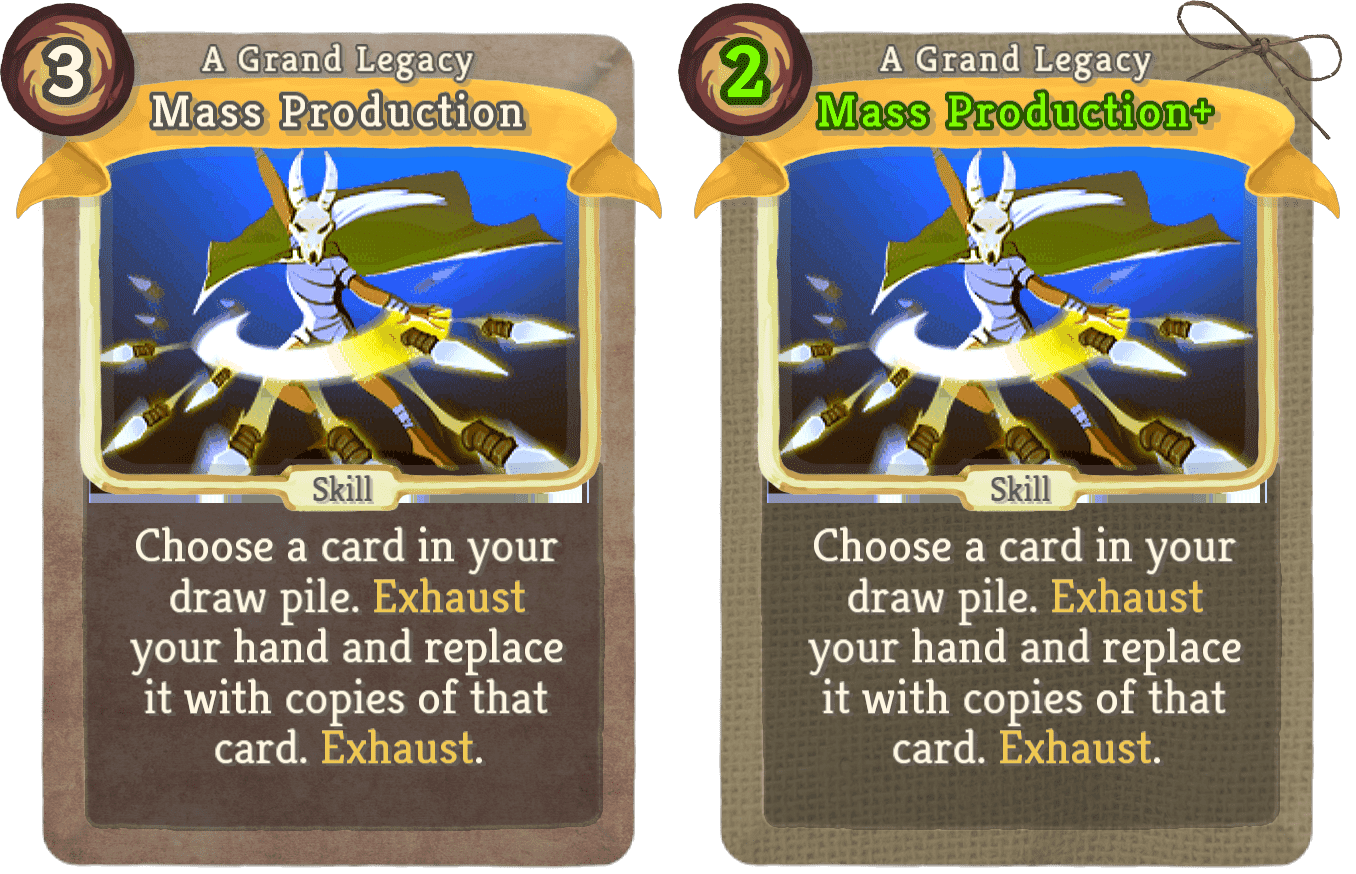 3
A Grand Legacy
Mass Production
Skill
Choose a card in your
draw pile. Exhaust
your hand and replace
it with copies of that
card. Exhaust.
2
A Grand Legacy
Mass Production+
Skill
Choose a card in your
draw pile. Exhaust
your hand and replace
it with copies of that
card. Exhaust.